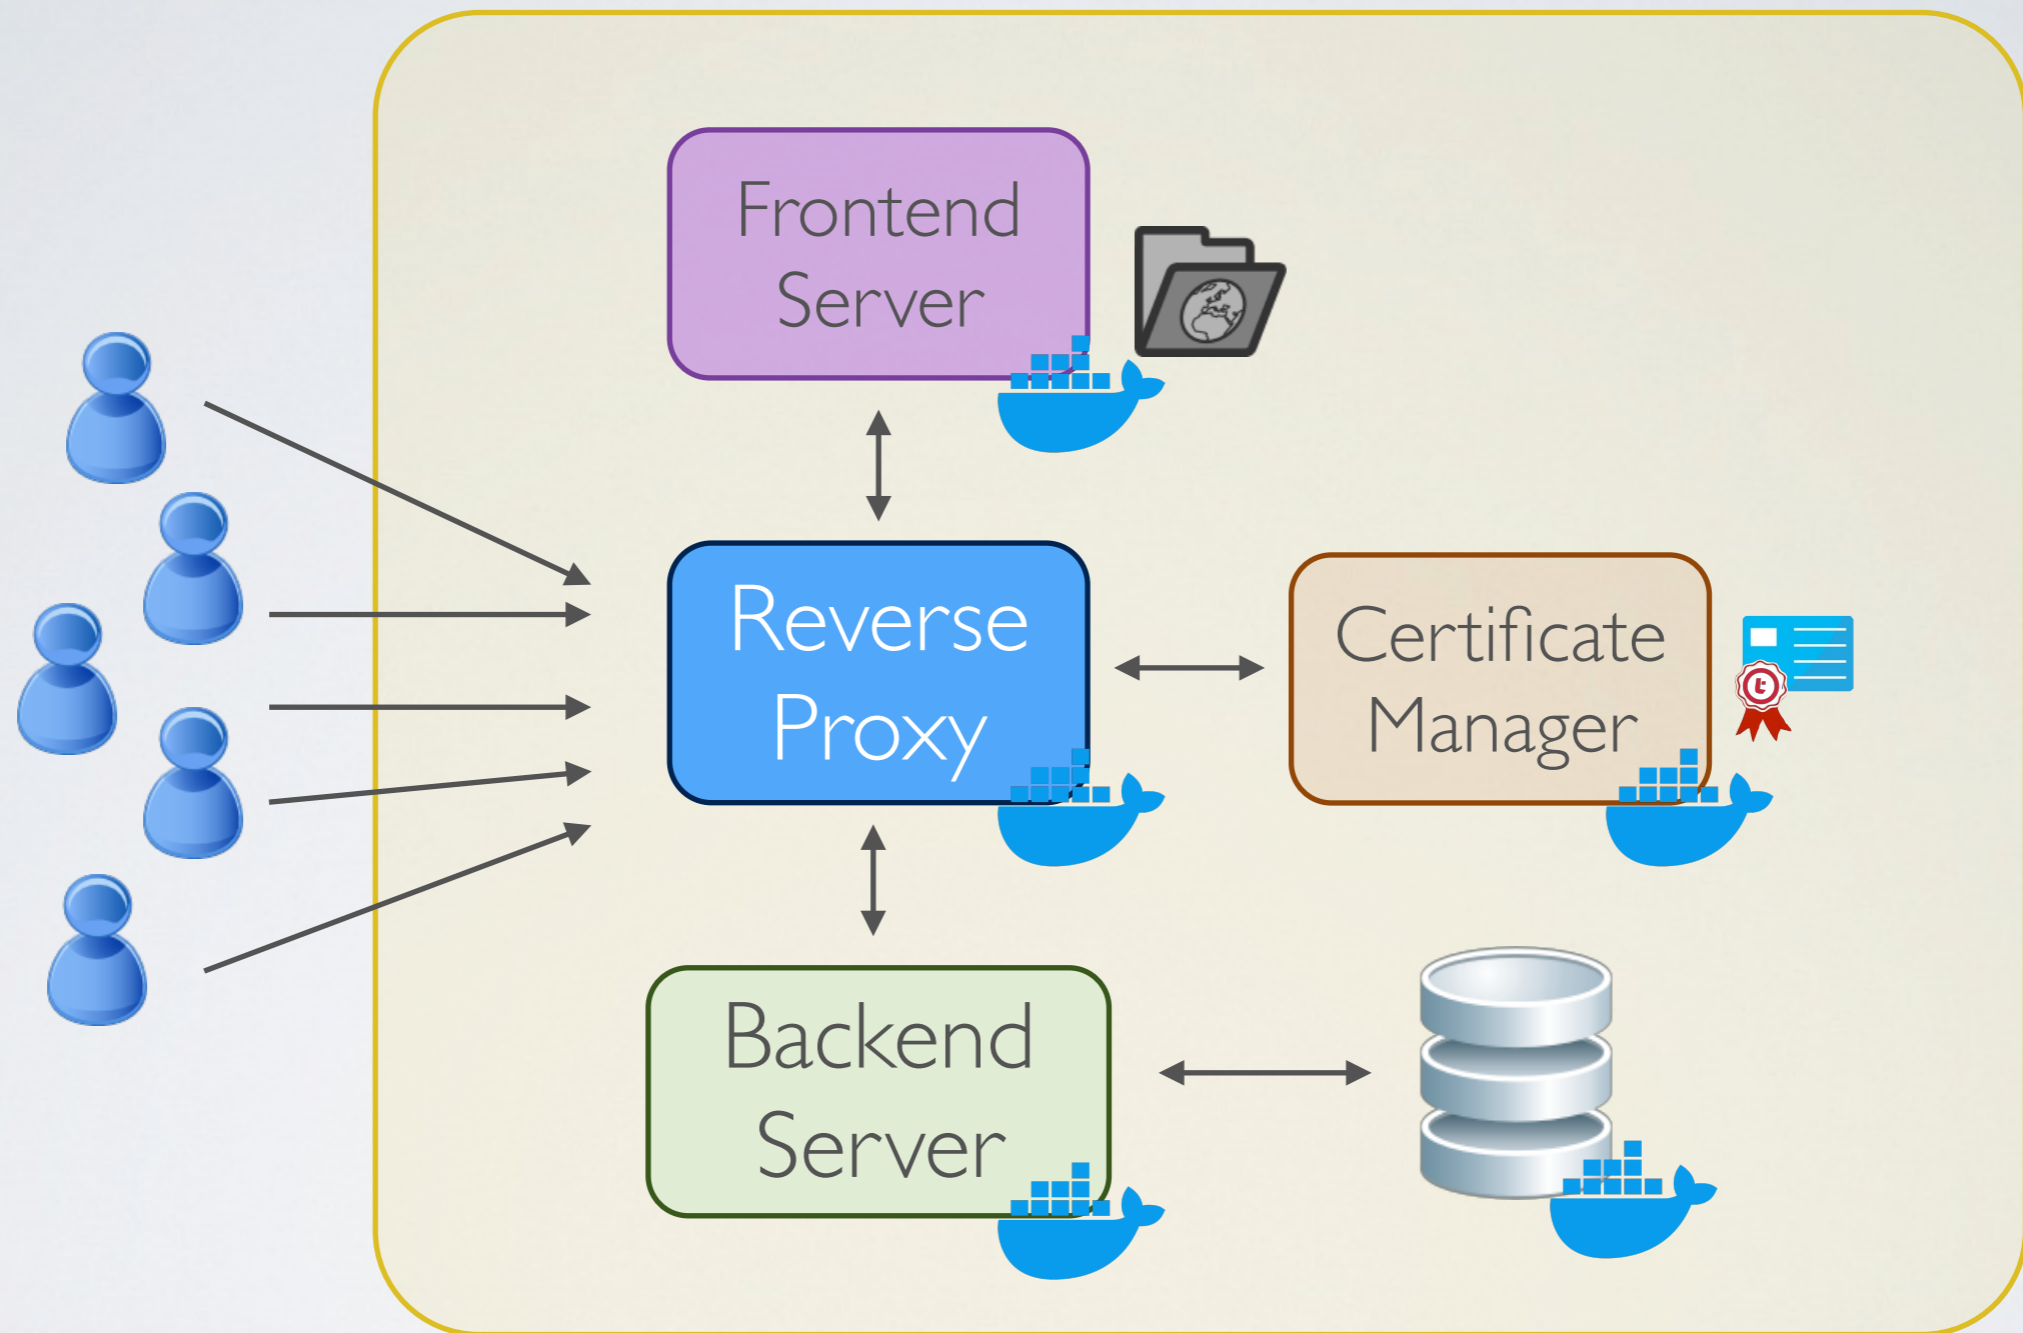 Frontend
Server
Reverse
Proxy
Certificate
Manager
Backend
Server